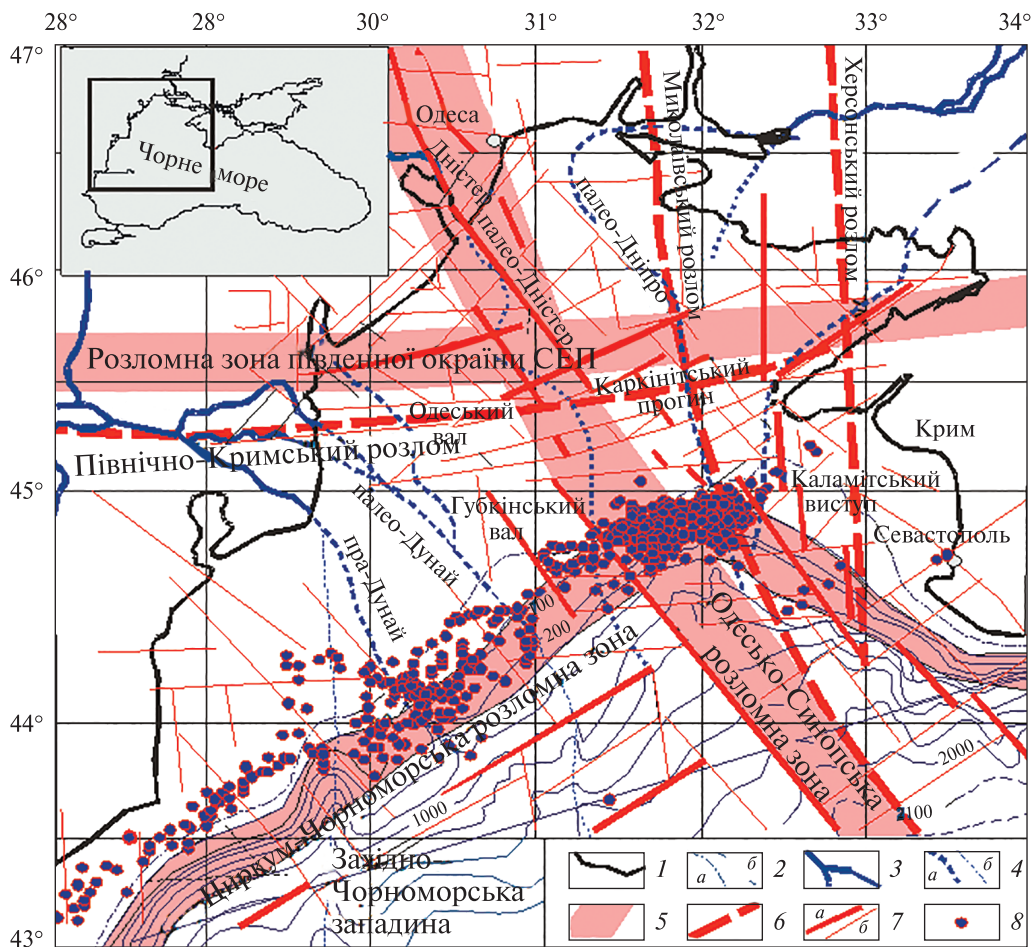 28° 28° 30° 31° 32° 33° 34°
47°
46°
45°
44°
43°
Чорне море
Одеса
Дністер
палео-Дністер
палео-Дніпро
Миколаївський розлом
Херсонський розлом
Розломна зона південної окраїни СЕП
Каркінітський
прогин
Одеський
вал
Північно-Кримський розлом
Крим
Каламітський
виступ
Севастополь
Губкінський
вал
палео-Дунай
пра-Дунай
100
200
Циркум-Чорноморська розломна зона
Одесько-Синопська
розломна зона
1000
2000
100
Західно-
Чорноморська
западина
1
а б 2
3
а б 4
5
6
а б 7
8